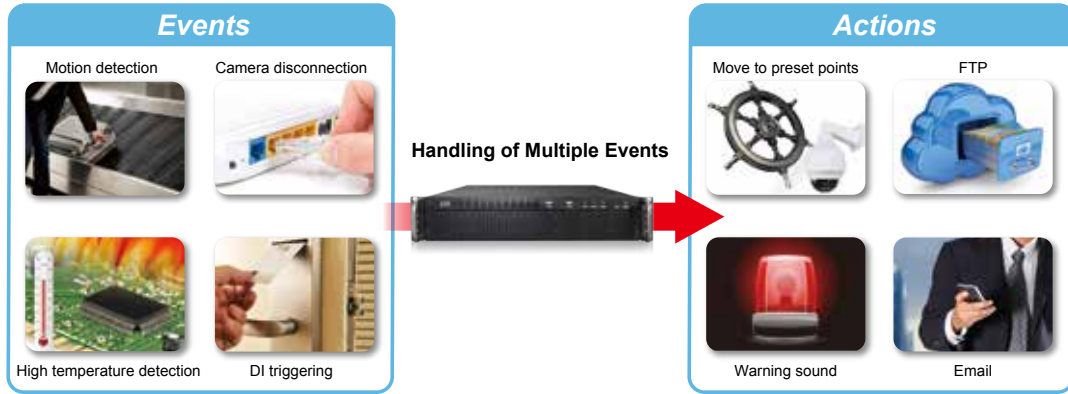 Events
Motion detection
Camera disconnection
High temperature detection
DI triggering
Handling of Multiple Events
Actions
Move to preset points
FTP
Warning sound
Email